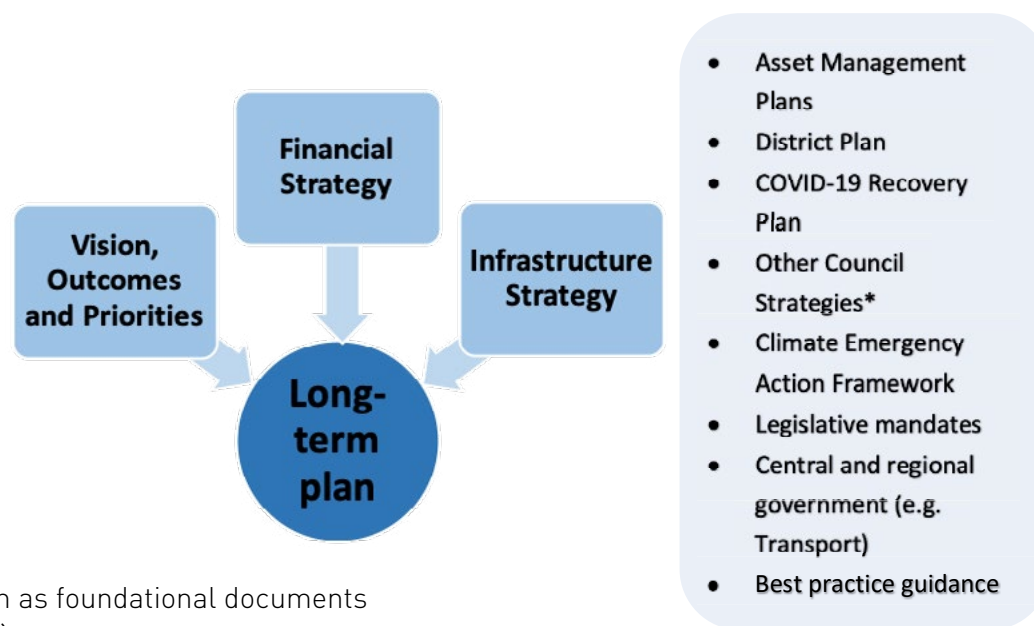 Financial
Strategy
Vision,
Outcomes
and Priorities
Infrastructure
Strategy
Long-
term
plan
• Asset Management
Plans
• District Plan
• COVID-19 Recovery
Plan
• Other Council
Strategies*
• Climate Emergency
Action Framework
• Legislative mandates
• Central and regional
government (e.g.
Transport)
• Best practice guidance
as foundational documents